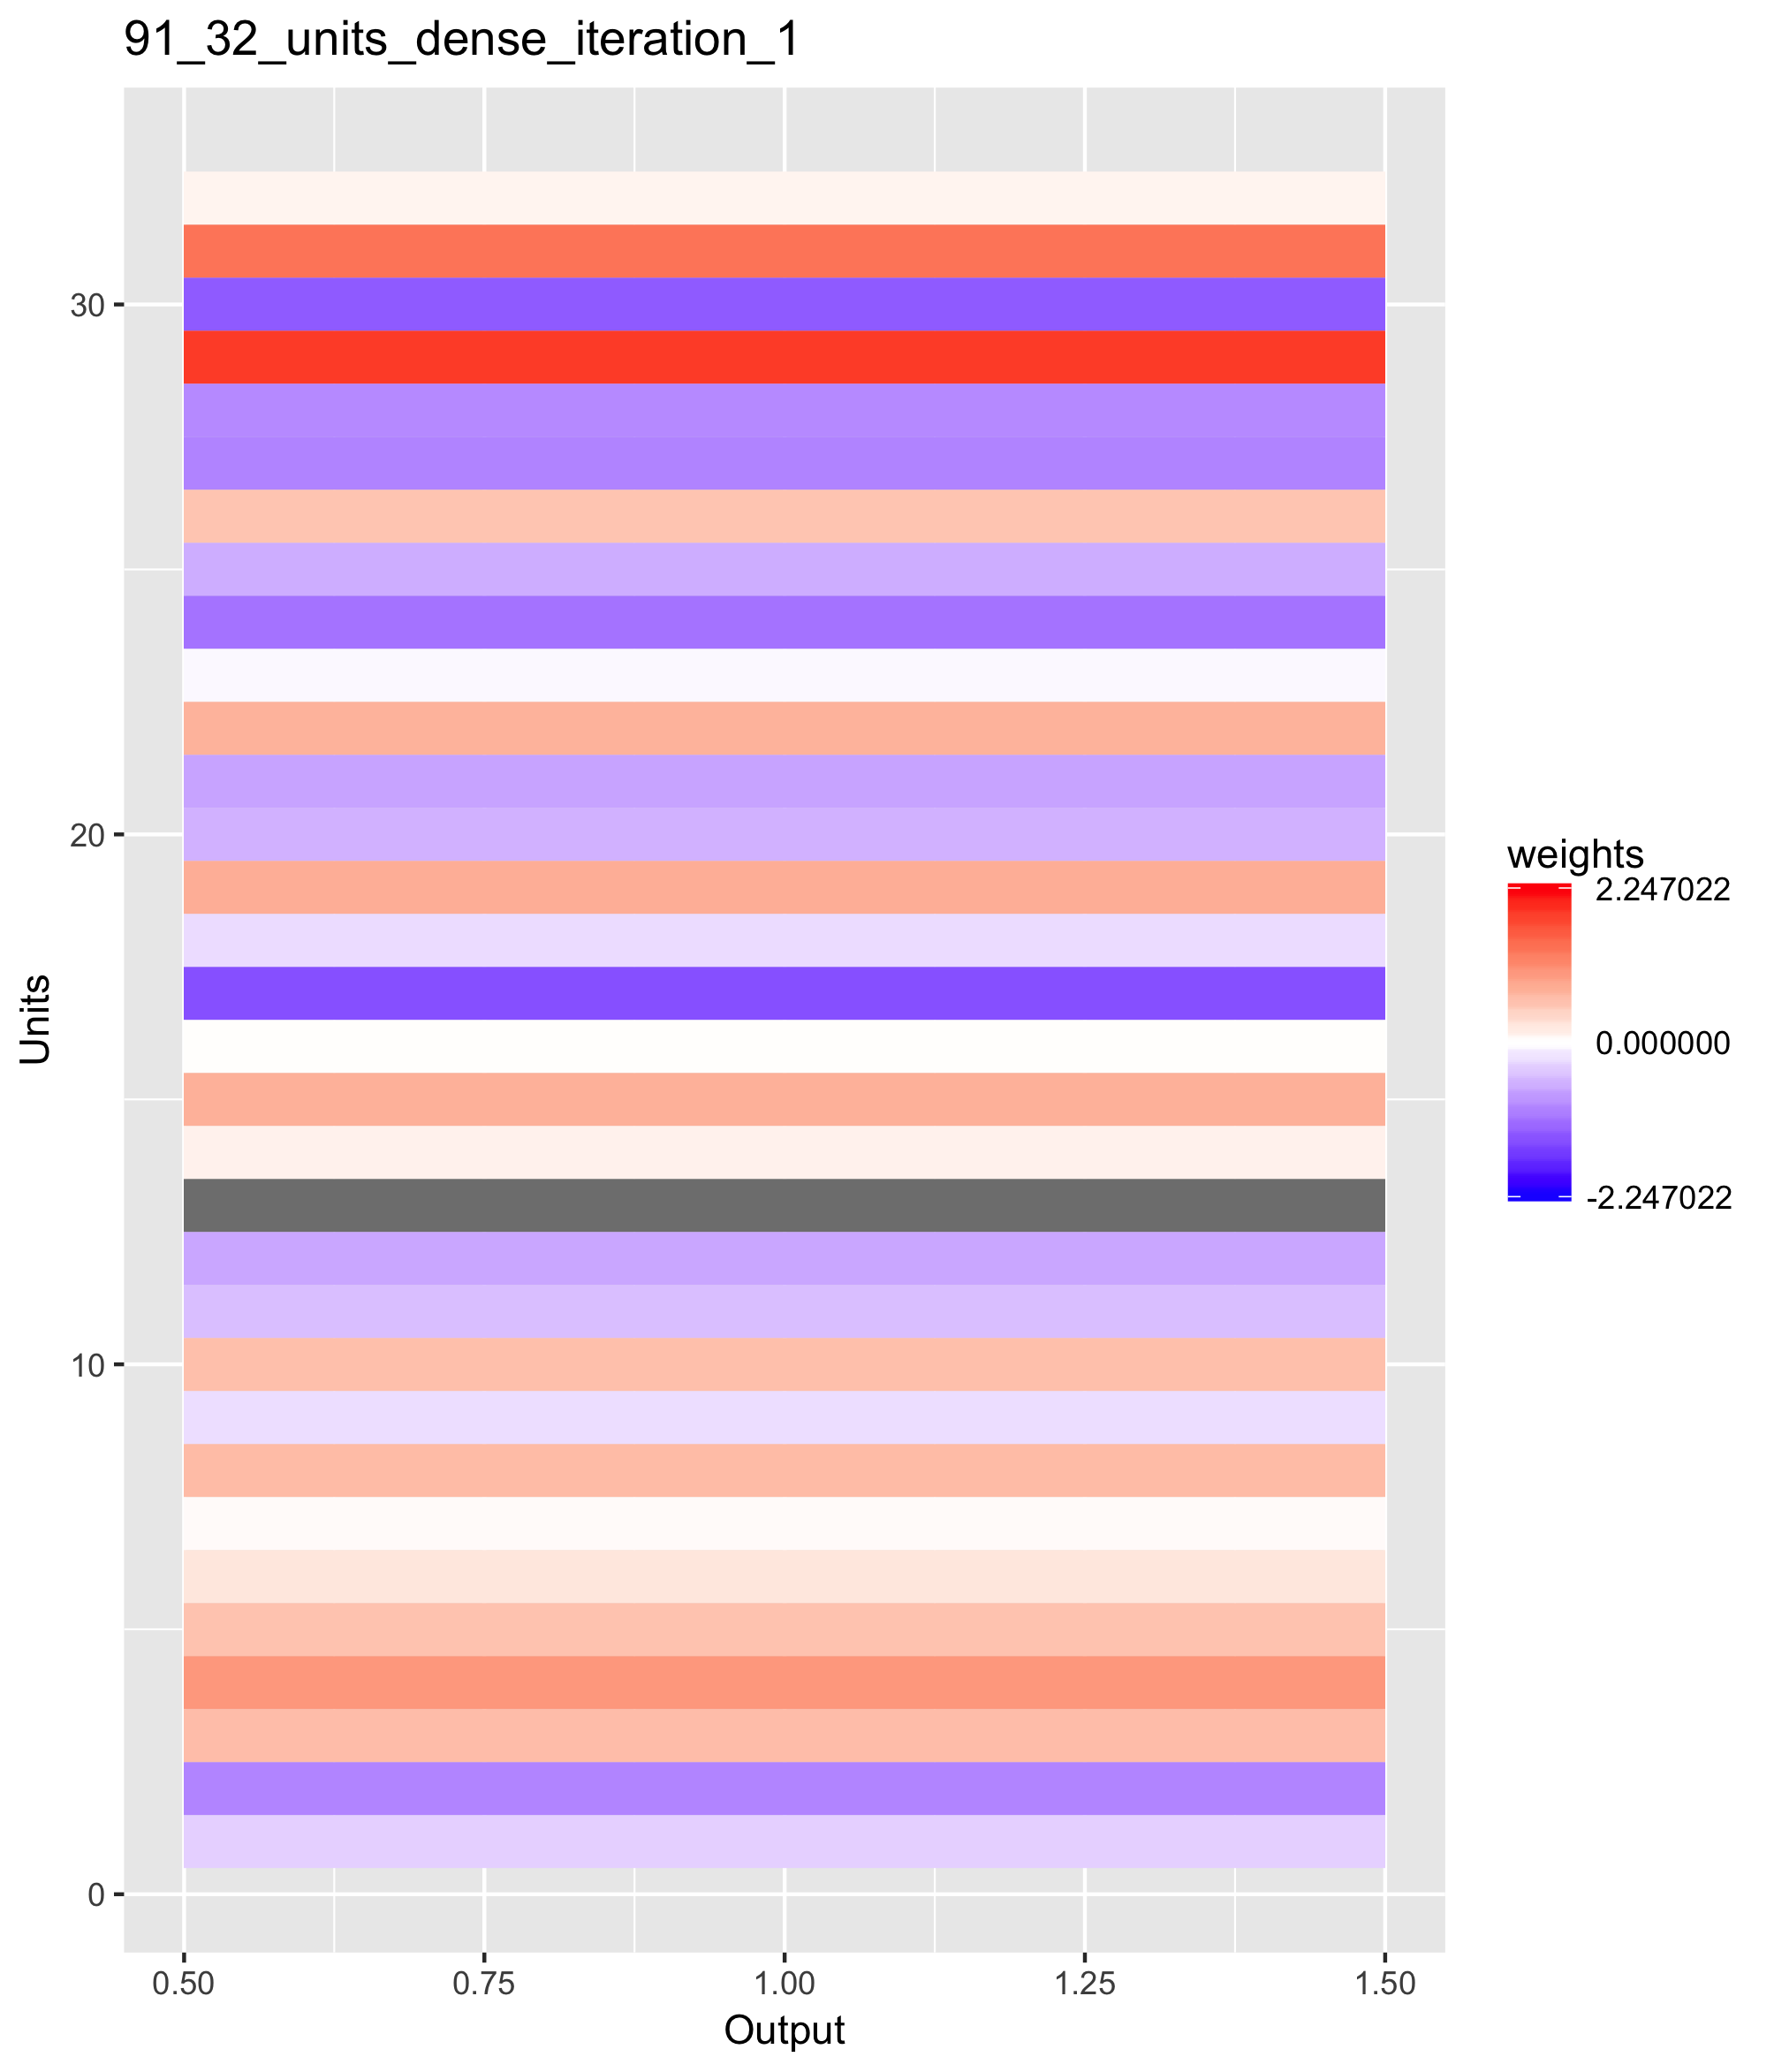 91_32_units_dense_iteration_1
30
20
10
0
Units
0.50 0.75 1.00 1.25 1.50
Output
weights
2.247022
0.000000
-2.247022